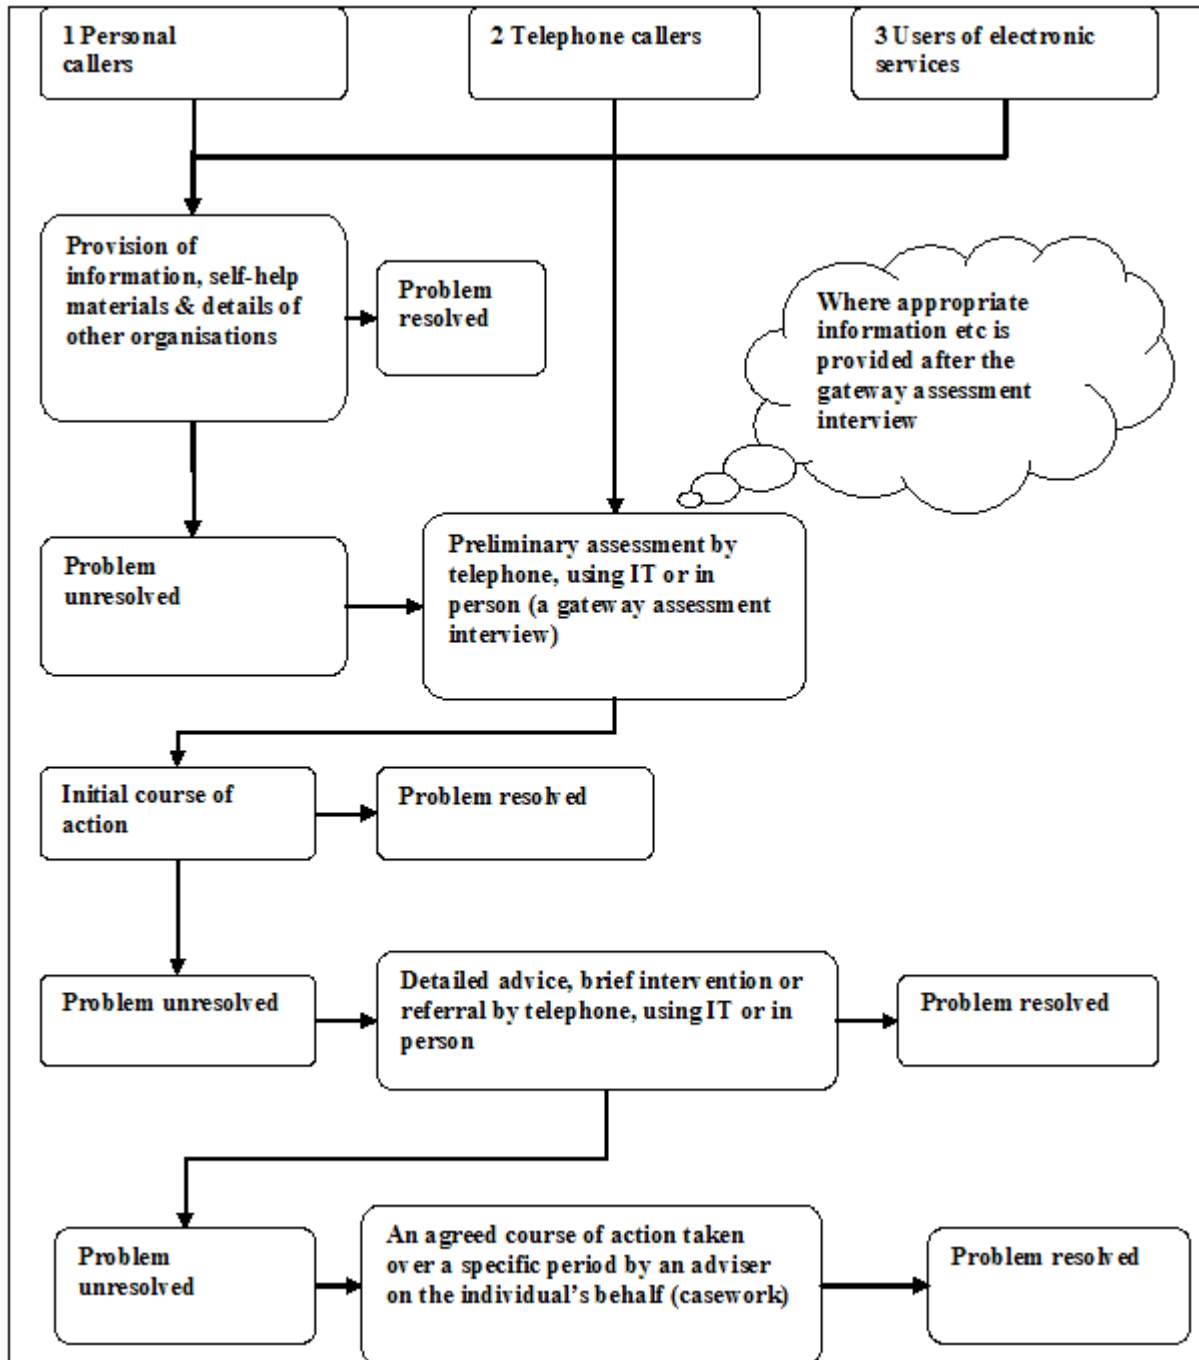 1 Personal
callers
2 Telephone callers
3 Users of electronic
services
Provision of
information, self-help
materials & details of
other organisations
Problem
resolved
Where appropriate
information etc is
provided after the
gateway assessment
interview
Problem
unresolved
Preliminary assessment by
telephone, using IT or in
person (a gateway assessment
interview)
Initial course of
action
Problem resolved
Problem unresolved
Detailed advice, brief intervention or
referral by telephone, using IT or in
person
Problem resolved
Problem
unresolved
An agreed course of action taken
over a specific period by an adviser
on the individual’s behalf (casework)
Problem resolved